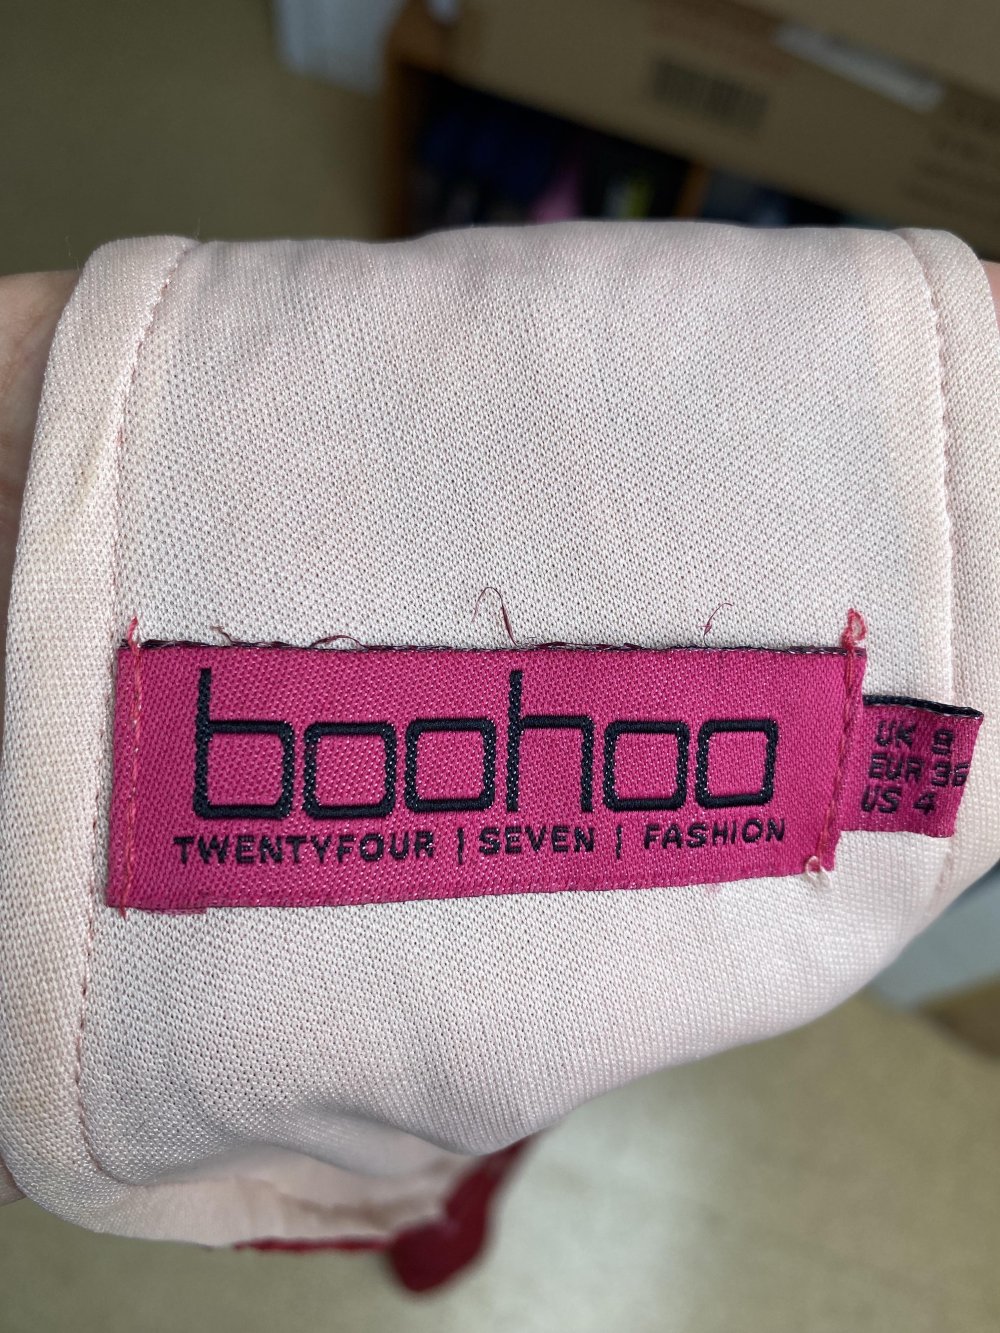 boohoo
TWENTYFOUR | SEVEN | FASHION
UK 8
EUR 36
US 4